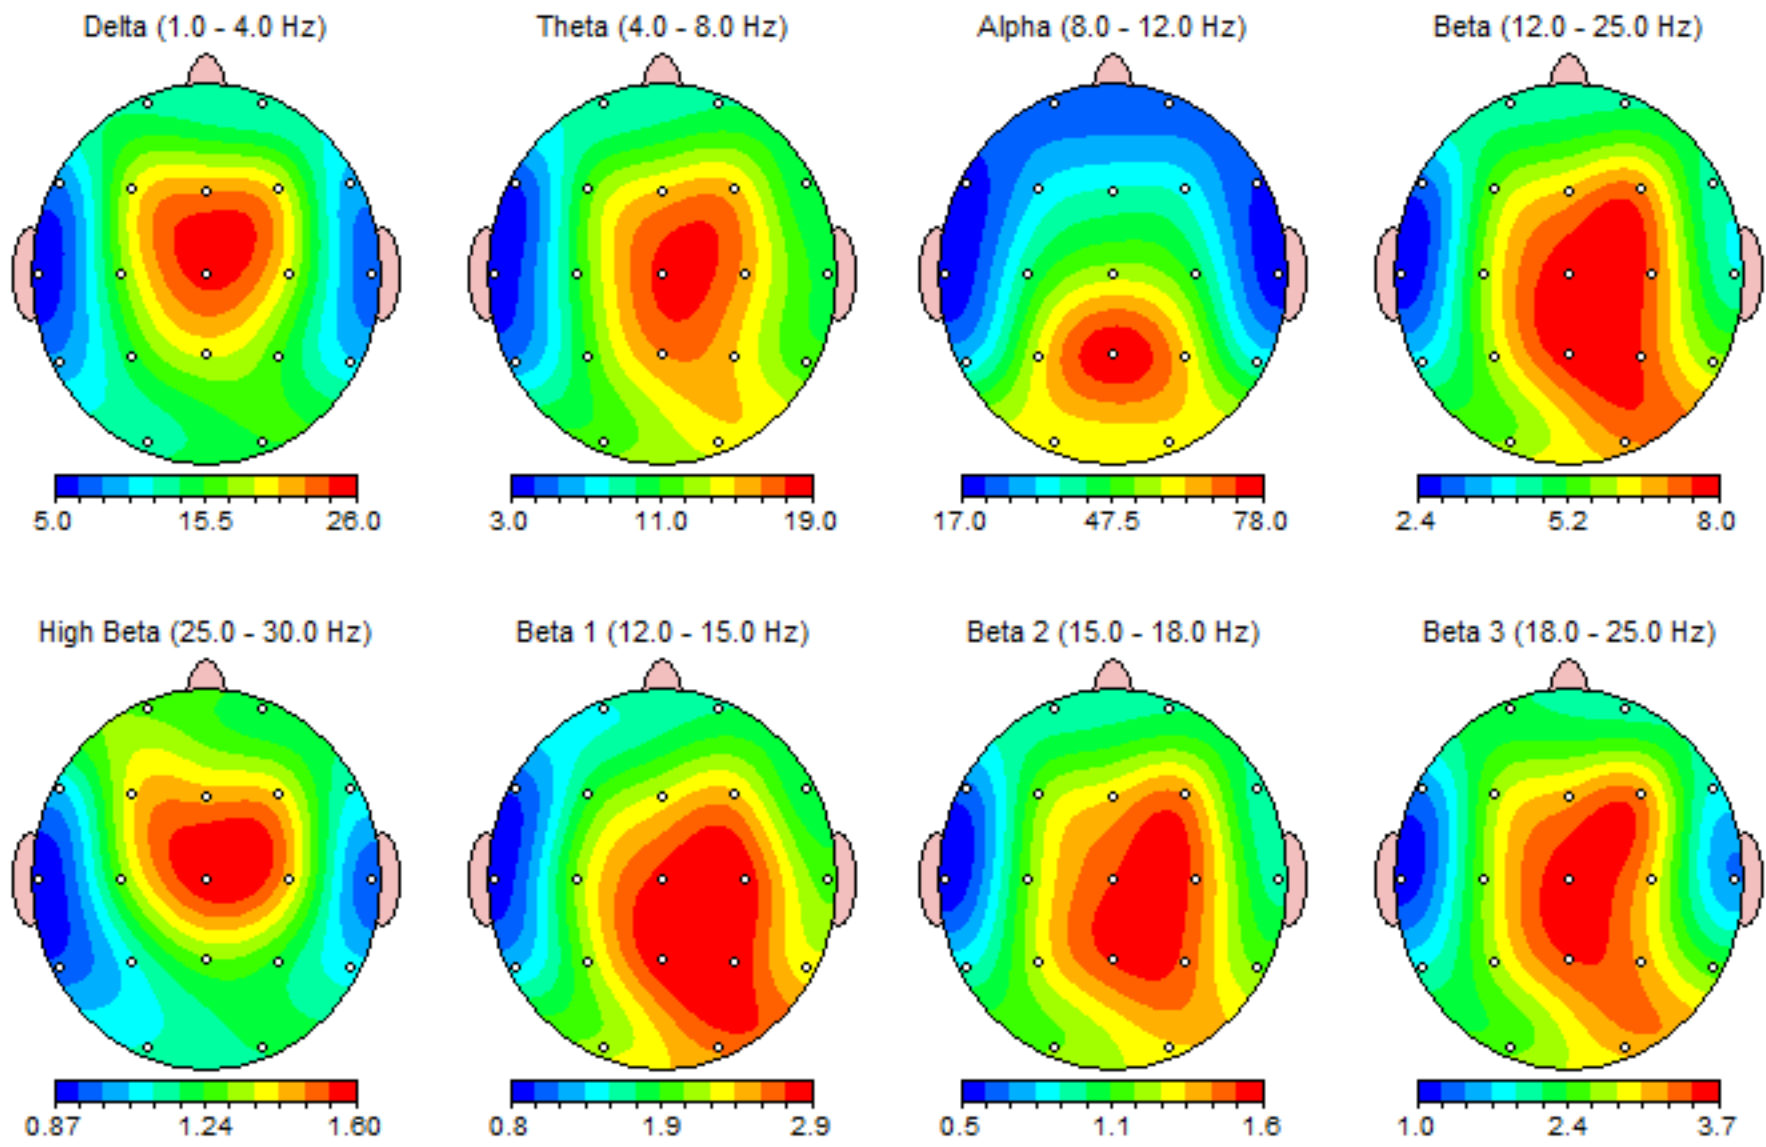 Delta (1.0 - 4.0 Hz)
Theta (4.0 - 8.0 Hz)
Alpha (8.0 - 12.0 Hz)
Beta (12.0 - 25.0 Hz)
5.0 15.5 26.0
3.0 11.0 19.0
17.0 47.5 78.0
2.4 5.2 8.0
High Beta (25.0 - 30.0 Hz)
Beta 1 (12.0 - 15.0 Hz)
Beta 2 (15.0 - 18.0 Hz)
Beta 3 (18.0 - 25.0 Hz)
0.87 1.24 1.60
0.8 1.9 2.9
0.5 1.1 1.6
1.0 2.4 3.7